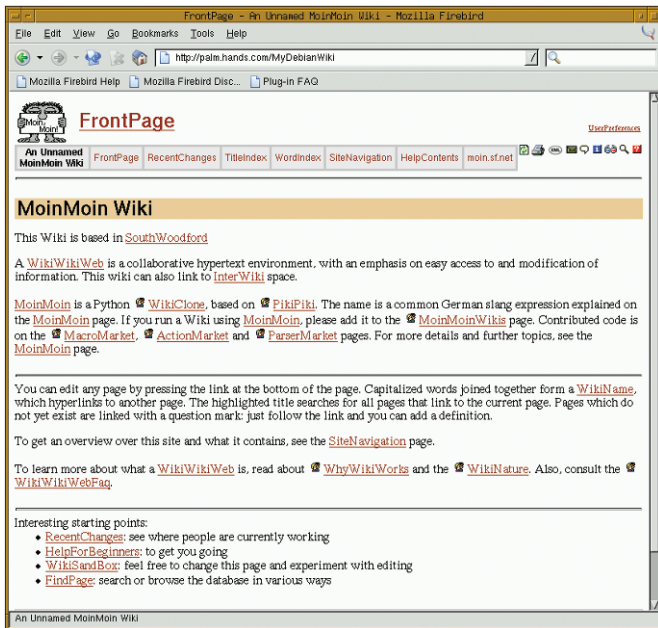 FrontPage - An Unnamed MoinMoin Wiki - Mozilla Firebird
File Edit View Go Bookmarks Tools Help
http://palm.hands.com/MyDebianWiki
Mozilla Firebird Help Mozilla Firebird Disc... Plug-in FAQ
Moin, Moin!
FrontPage
UserPreferences
An Unnamed MoinMoin Wiki FrontPage RecentChanges TitleIndex WordIndex SiteNavigation HelpContents moin.sf.net
MoinMoin Wiki
This Wiki is based in SouthWoodford
A WikiWikiWeb is a collaborative hypertext environment, with an emphasis on easy access to and modification of
information. This wiki can also link to InterWiki space.
MoinMoin is a Python WikiClone, based on PikiPiki. The name is a common German slang expression explained on
the MoinMoin page. If you run a Wiki using MoinMoin, please add it to the MoinMoinWikis page. Contributed code is
on the MacroMarket, ActionMarket and ParserMarket pages. For more details and further topics, see the
MoinMoin page.
You can edit any page by pressing the link at the bottom of the page. Capitalized words joined together form a WikiName,
which hyperlinks to another page. The highlighted title searches for all pages that link to the current page. Pages which do
not yet exist are linked with a question mark: just follow the link and you can add a definition.
To get an overview over this site and what it contains, see the SiteNavigation page.
To learn more about what a WikiWikiWeb is, read about WhyWikiWorks and the WikiNature. Also, consult the
WikiWikiWebFaq.
Interesting starting points:
RecentChanges: see where people are currently working
HelpForBeginners: to get you going
WikiSandBox: feel free to change this page and experiment with editing
FindPage: search or browse the database in various ways
An Unnamed MoinMoin Wiki